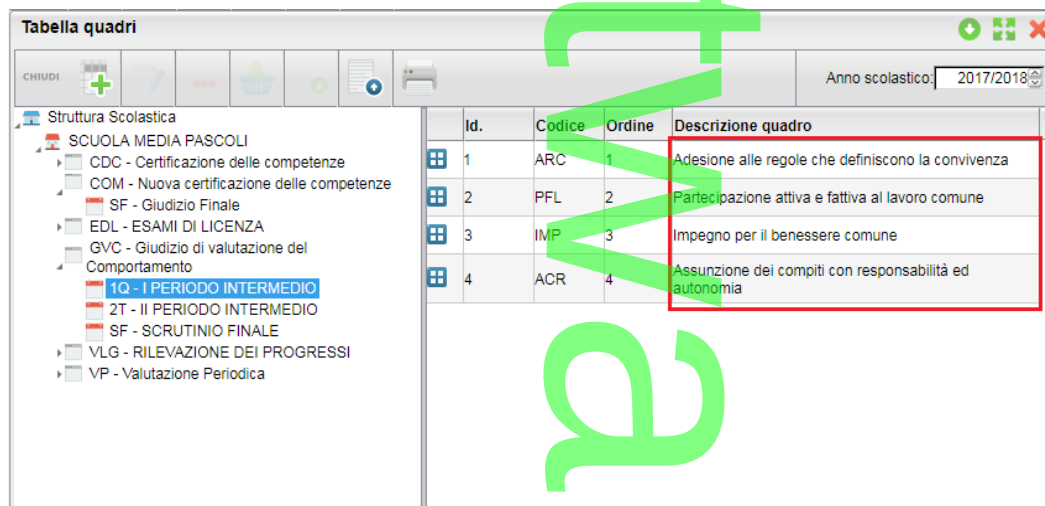 Tabella quadri
CHIUDI
Anno scolastico: 2017/2018
Struttura Scolastica
SCUOLA MEDIA PASCOLI
CDC - Certificazione delle competenze
COM - Nuova certificazione delle competenze
SF - Giudizio Finale
EDL - ESAMI DI LICENZA
GVC - Giudizio di valutazione del
Comportamento
1Q - I PERIODO INTERMEDIO
2T - II PERIODO INTERMEDIO
SF - SCRUTINIO FINALE
VLG - RILEVAZIONE DEI PROGRESSI
VP - Valutazione Periodica
Id. Codice Ordine Descrizione quadro
1 ARC 1 Adesione alle regole che definiscono la convivenza
2 PFL 2 Partecipazione attiva e fattiva al lavoro comune
3 IMP 3 Impegno per il benessere comune
4 ACR 4 Assunzione dei compiti con responsabilità ed
autonomia
twa